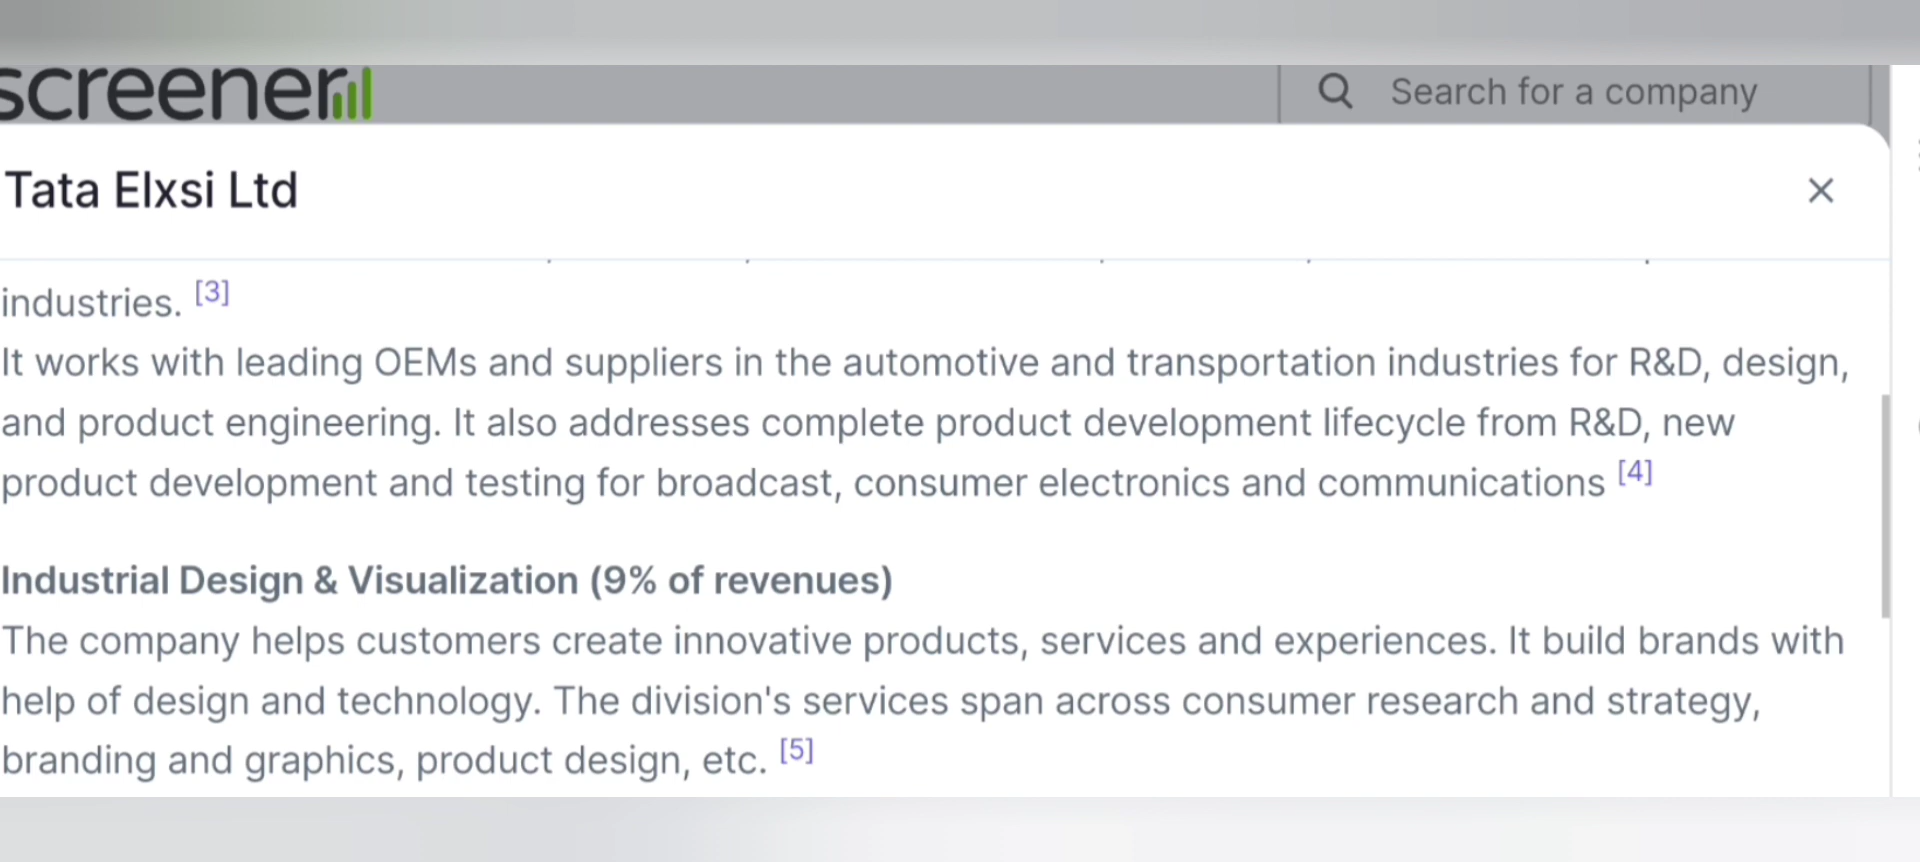 screener
Search for a company
Tata Elxsi Ltd
industries. [3]
It works with leading OEMs and suppliers in the automotive and transportation industries for R&D, design,
and product engineering. It also addresses complete product development lifecycle from R&D, new
product development and testing for broadcast, consumer electronics and communications [4]
Industrial Design & Visualization (9% of revenues)
The company helps customers create innovative products, services and experiences. It build brands with
help of design and technology. The division's services span across consumer research and strategy,
branding and graphics, product design, etc. [5]